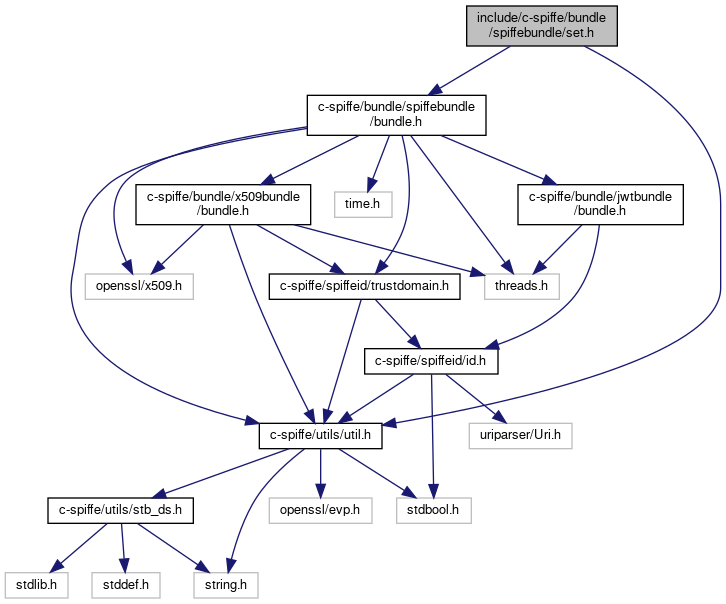 include/c-spiffe/bundle
/spiffebundle/set.h
c-spiffe/bundle/spiffebundle
/bundle.h
c-spiffe/bundle/x509bundle
/bundle.h
time.h
c-spiffe/bundle/jwtbundle
/bundle.h
openssl/x509.h
c-spiffe/spiffeid/trustdomain.h
threads.h
c-spiffe/spiffeid/id.h
c-spiffe/utils/util.h
uriparser/Uri.h
c-spiffe/utils/stb_ds.h
openssl/evp.h
stdbool.h
stdlib.h
stddef.h
string.h